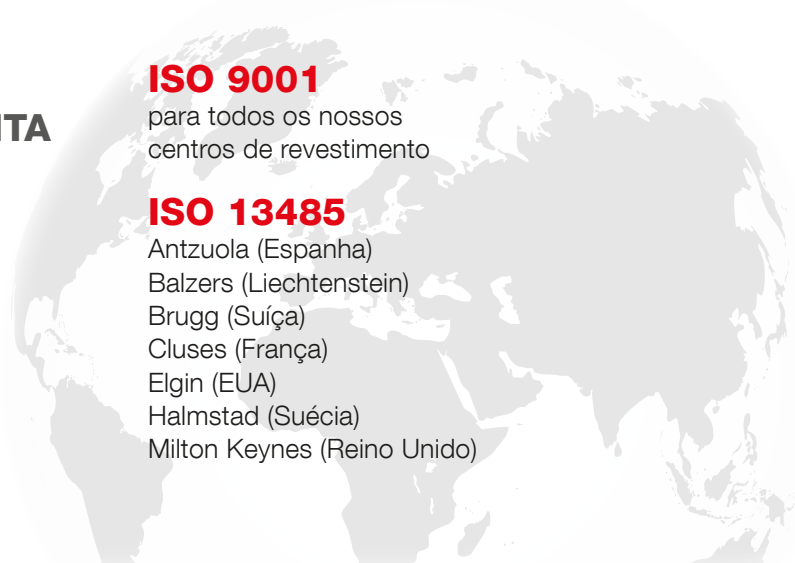 ISO 9001
para todos os nossos
centros de revestimento
ISO 13485
Antzuola (Espanha)
Balzers (Liechtenstein)
Brugg (Suíça)
Cluses (França)
Elgin (EUA)
Halmstad (Suécia)
Milton Keynes (Reino Unido)